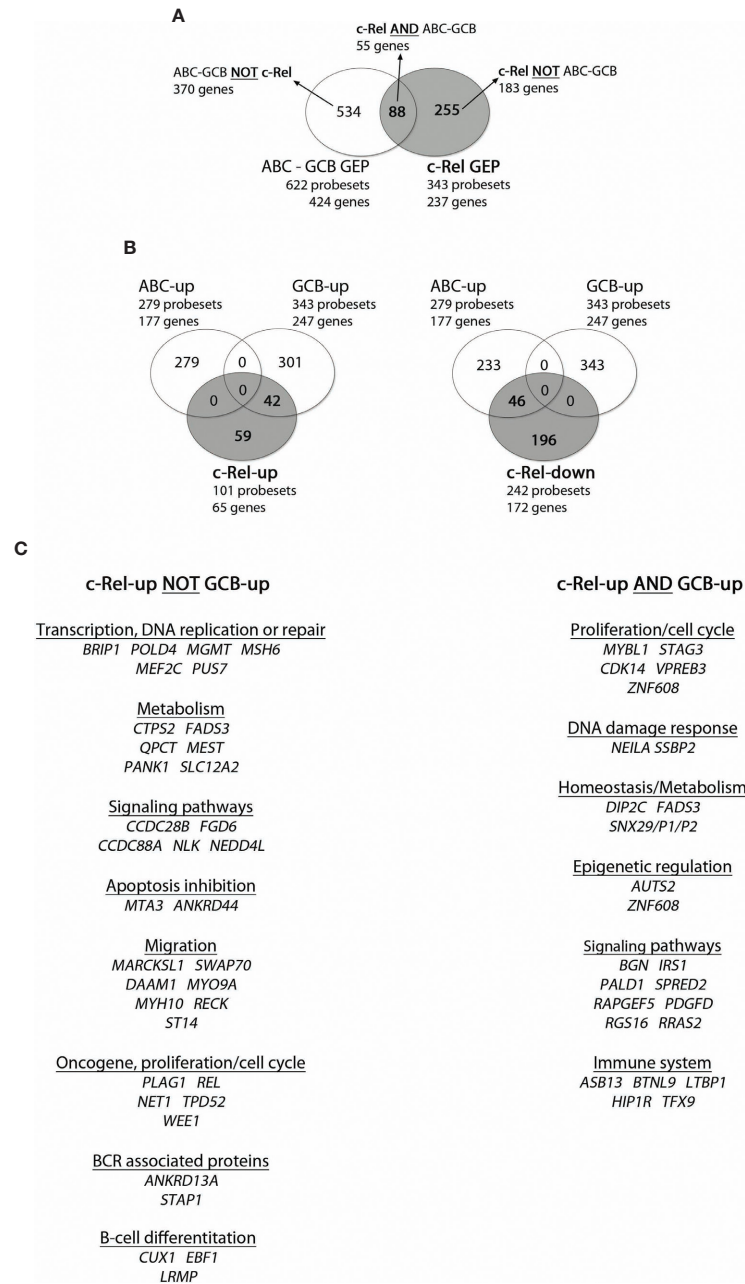 A
c-Rel AND ABC-GCB
55 genes
ABC-GCB NOT c-Rel
370 genes
c-Rel NOT ABC-GCB
183 genes
534
88
255
ABC - GCB GEP
622 probesets
424 genes
c-Rel GEP
343 probesets
237 genes
B
ABC-up
279 probesets
177 genes
GCB-up
343 probesets
247 genes
279
0
301
0
0
42
59
c-Rel-up
101 probesets
65 genes
ABC-up
279 probesets
177 genes
GCB-up
343 probesets
247 genes
233
0
343
46
0
0
196
c-Rel-down
242 probesets
172 genes
C
c-Rel-up NOT GCB-up
Transcription, DNA replication or repair
BRIP1 POLD4 MGMT MSH6
MEF2C PUS7
Metabolism
CTPS2 FADS3
QPCT MEST
PANK1 SLC12A2
Signaling pathways
CCDC28B FGD6
CCDC88A NLK NEDD4L
Apoptosis inhibition
MTA3 ANKRD44
Migration
MARCKSL1 SWAP70
DAAM1 MYO9A
MYH10 RECK
ST14
Oncogene, proliferation/cell cycle
PLAG1 REL
NET1 TPD52
WEE1
BCR associated proteins
ANKRD13A
STAP1
B-cell differentitation
CUX1 EBF1
LRMP
c-Rel-up AND GCB-up
Proliferation/cell cycle
MYBL1 STAG3
CDK14 VPREB3
ZNF608
DNA damage response
NEILA SSBP2
Homeostasis/Metabolism
DIP2C FADS3
SNX29/P1/P2
Epigenetic regulation
AUTS2
ZNF608
Signaling pathways
BGN IRS1
PALD1 SPRED2
RAPGEF5 PDGFD
RGS16 RRAS2
Immune system
ASB13 BTNL9 LTBP1
HIP1R TFX9